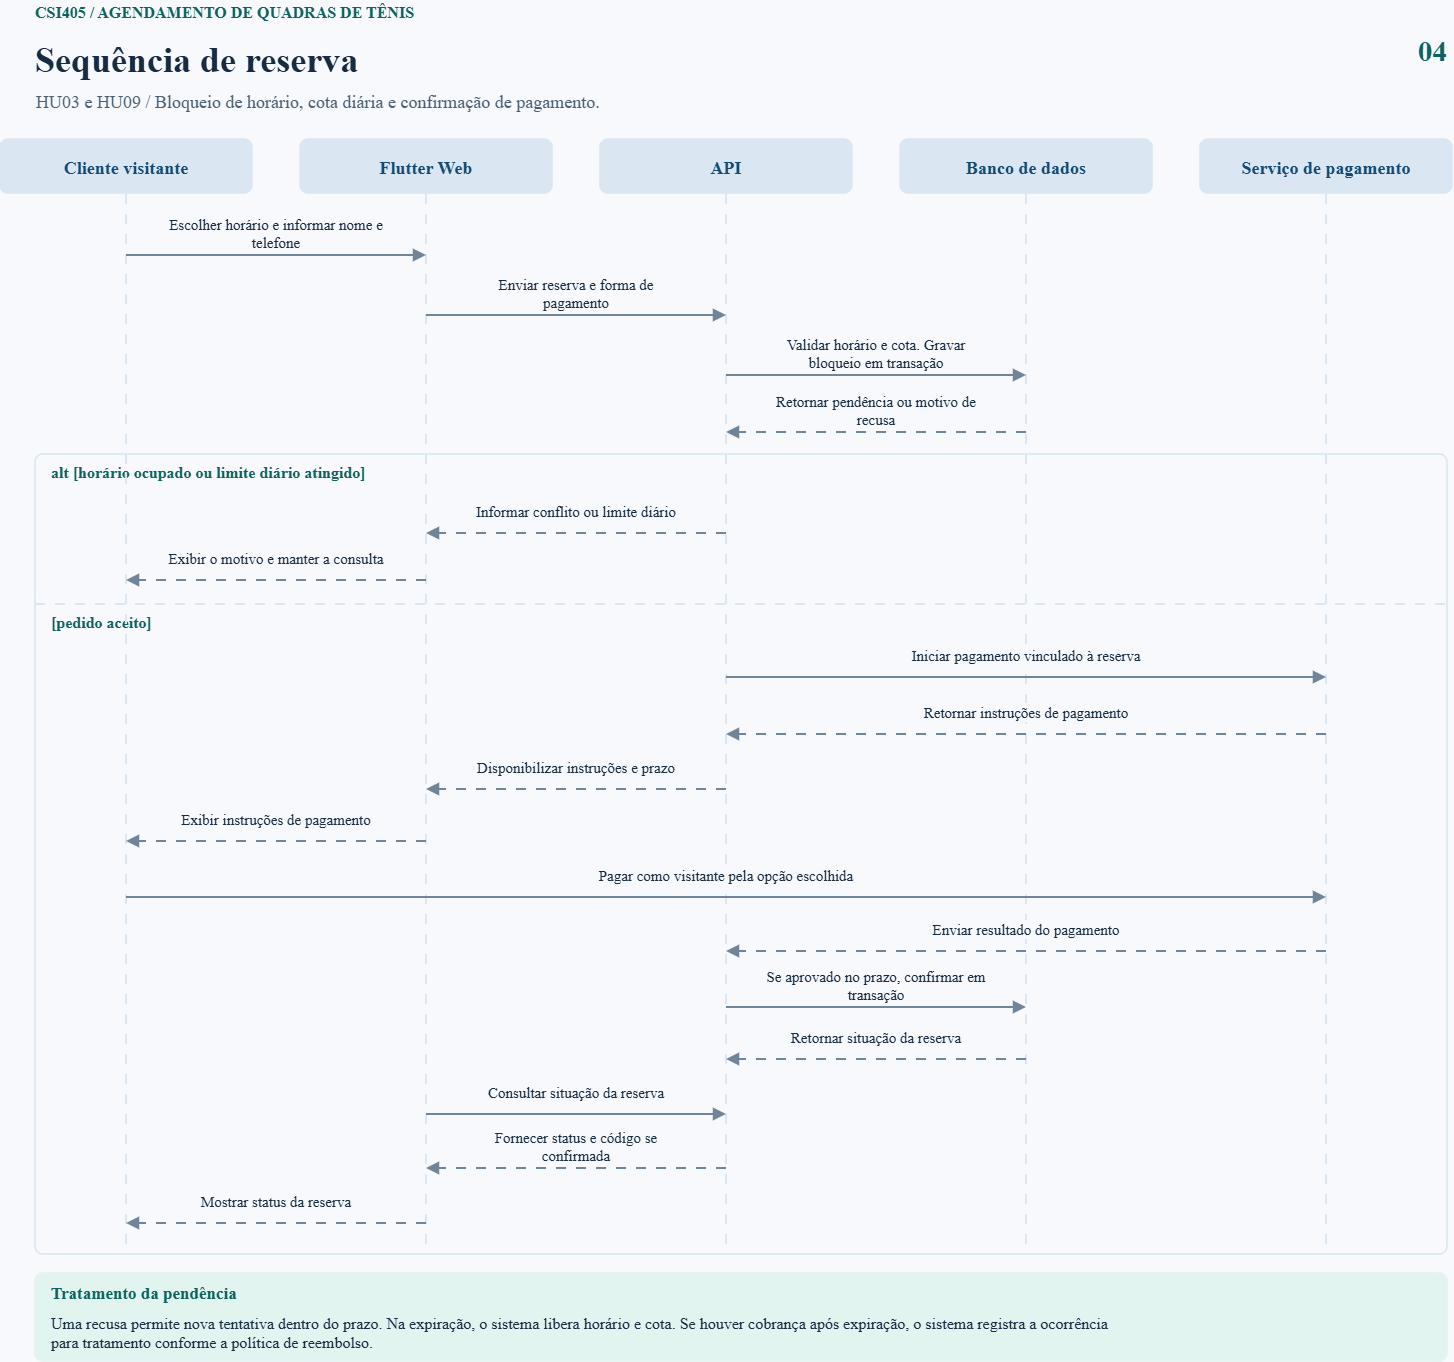 CSI405 / AGENDAMENTO DE QUADRAS DE TÊNIS
Sequência de reserva
04
HU03 e HU09 / Bloqueio de horário, cota diária e confirmação de pagamento.
Cliente visitante
Flutter Web
API
Banco de dados
Serviço de pagamento
Escolher horário e informar nome e
telefone
Enviar reserva e forma de
pagamento
Validar horário e cota. Gravar
bloqueio em transação
Retornar pendência ou motivo de
recusa
alt [horário ocupado ou limite diário atingido]
Informar conflito ou limite diário
Exibir o motivo e manter a consulta
[pedido aceito]
Iniciar pagamento vinculado à reserva
Retornar instruções de pagamento
Disponibilizar instruções e prazo
Exibir instruções de pagamento
Pagar como visitante pela opção escolhida
Enviar resultado do pagamento
Se aprovado no prazo, confirmar em
transação
Retornar situação da reserva
Consultar situação da reserva
Fornecer status e código se
confirmada
Mostrar status da reserva
Tratamento da pendência
Uma recusa permite nova tentativa dentro do prazo. Na expiração, o sistema libera horário e cota. Se houver cobrança após expiração, o sistema registra a ocorrência
para tratamento conforme a política de reembolso.